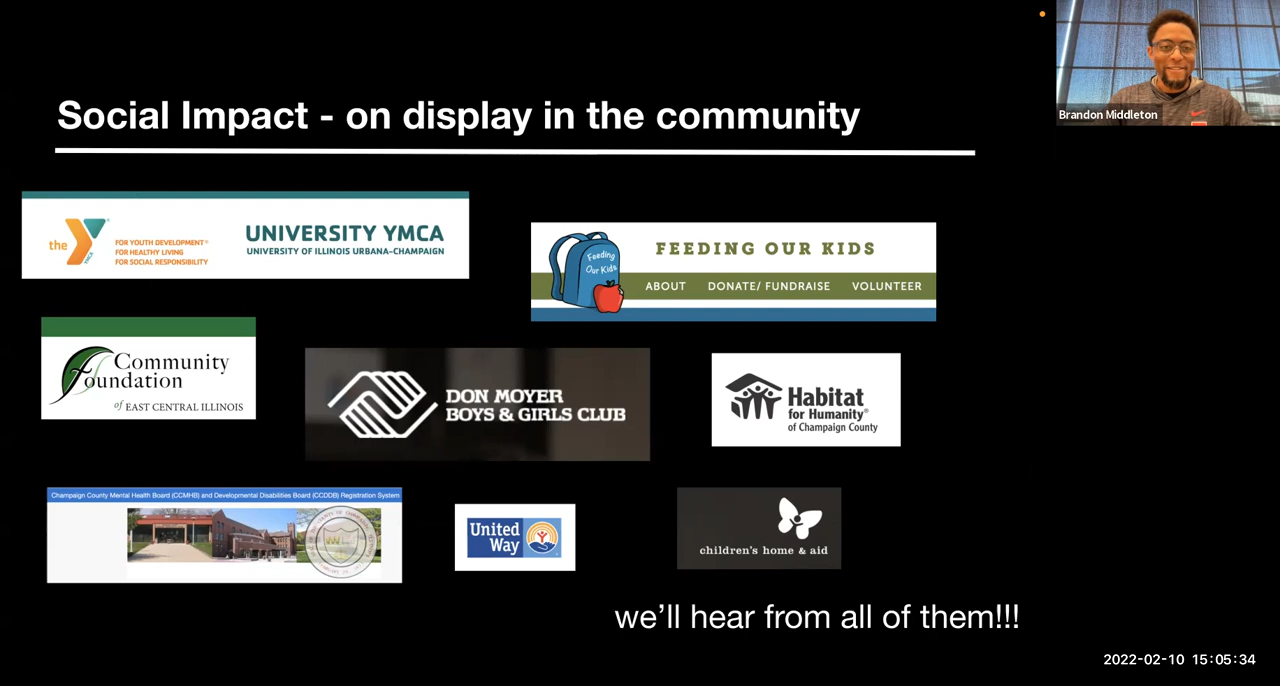 Brandon Middleton
Social Impact - on display in the community
the
YMCA
FOR YOUTH DEVELOPMENT®
FOR HEALTHY LIVING
FOR SOCIAL RESPONSIBILITY
UNIVERSITY YMCA
UNIVERSITY OF ILLINOIS URBANA-CHAMPAIGN
Feeding
Our Kids
FEEDING OUR KIDS
ABOUT DONATE/ FUNDRAISE VOLUNTEER
Community
Foundation
of EAST CENTRAL ILLINOIS
DON MOYER
BOYS & GIRLS CLUB
Habitat
for Humanity®
of Champaign County
Champaign County Mental Health Board (CCMHB) and Developmental Disabilities Board (CCDDB) Registration System
United
Way
children's home & aid
we'll hear from all of them!!!
2022-02-10 15:05:34